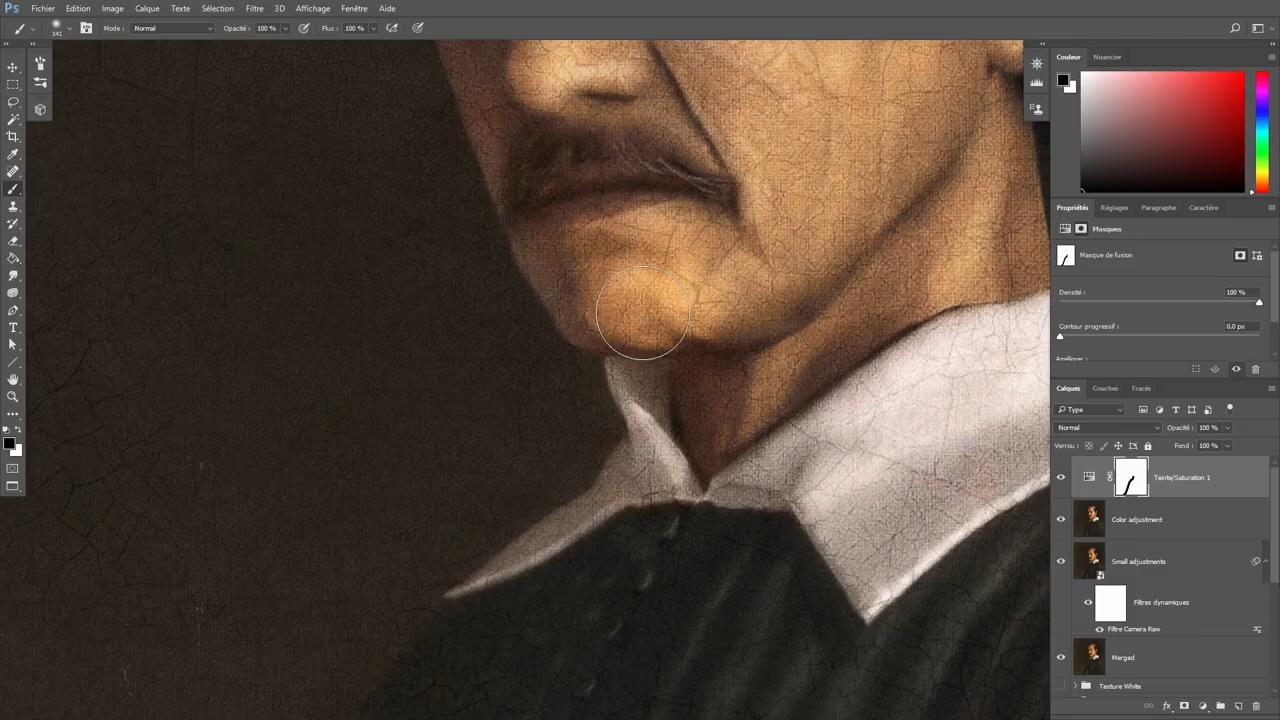 Ps Fichier Edition Image Calque Texte Sélection Filtre 3D Affichage Fenêtre Aide
141 Mode : Normal Opacité : 100 % Flux : 100 %
Couleur Nuancier
Propriétés Réglages Paragraphe Caractère
Masques
Masque de fusion
Densité : 100 %
Contour progressif : 0,0 px
Améliorer
Calques Couches Tracés
Type
Normal Opacité : 100 %
Verrou : Fond : 100 %
Teinte/Saturation 1
Color adjustment
Small adjustments
Filtres dynamiques
Filtre Camera Raw
Merged
Texture White
T
fx